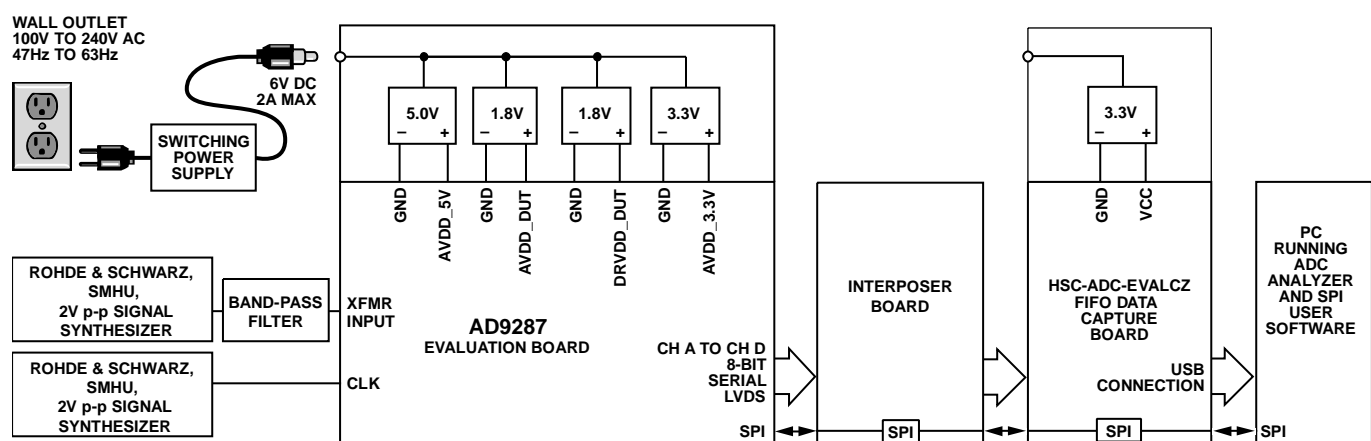 WALL OUTLET
100V TO 240V AC
47Hz TO 63Hz
6V DC
2A MAX
SWITCHING
POWER
SUPPLY
5.0V
– +
1.8V
– +
1.8V
– +
3.3V
– +
GND
AVDD_5V
GND
AVDD_DUT
GND
DRVDD_DUT
GND
AVDD_3.3V
3.3V
– +
GND
VCC
ROHDE & SCHWARZ,
SMHU,
2V p-p SIGNAL
SYNTHESIZER
BAND-PASS
FILTER
XFMR
INPUT
AD9287
EVALUATION BOARD
ROHDE & SCHWARZ,
SMHU,
2V p-p SIGNAL
SYNTHESIZER
CLK
CH A TO CH D
8-BIT
SERIAL
LVDS
SPI
INTERPOSER
BOARD
SPI
HSC-ADC-EVALCZ
FIFO DATA
CAPTURE
BOARD
USB
CONNECTION
SPI
PC
RUNNING
ADC
ANALYZER
AND SPI
USER
SOFTWARE
SPI